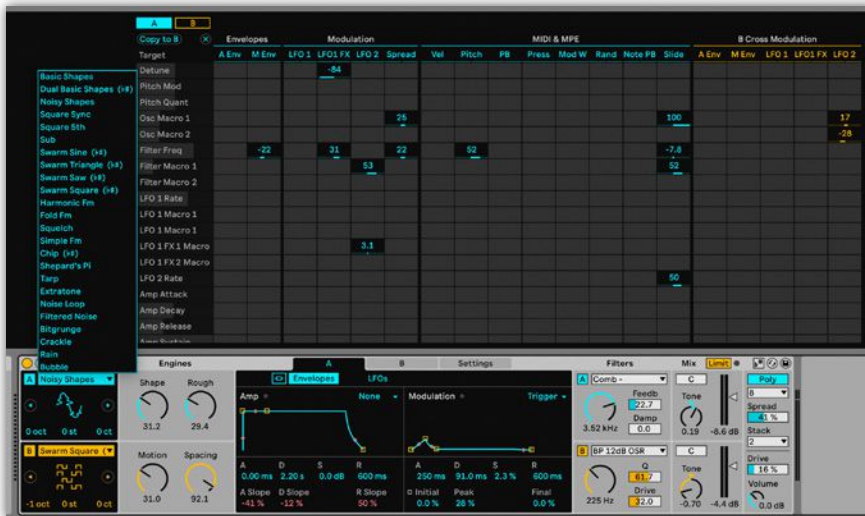 A B
Copy to B Envelopes Modulation MIDI & MPE B Cross Modulation
Target A Env M Env LFO 1 LFO1 FX LFO 2 Spread Vel Pitch PB Press Mod W Rand Note PB Slide A Env M Env LFO 1 LFO1 FX LFO 2
Detune -84
Pitch Mod
Pitch Quant
Osc Macro 1 25 100 17
Osc Macro 2 -28
Filter Freq -22 31 22 52 -7.8
Filter Macro 1 53 52
Filter Macro 2
LFO 1 Rate
LFO 1 Macro 1
LFO 1 Macro 1
LFO 1 FX 1 Macro 3.1
LFO 1 FX 2 Macro
LFO 2 Rate 50
Amp Attack
Amp Decay
Amp Release
Amp Sustain
Basic Shapes
Dual Basic Shapes (♭#)
Noisy Shapes
Square Sync
Square 5th
Sub
Swarm Sine (♭#)
Swarm Triangle (♭#)
Swarm Saw (♭#)
Swarm Square (♭#)
Harmonic Fm
Fold Fm
Squelch
Simple Fm
Chip (♭#)
Shepard's Pi
Tarp
Extratone
Noise Loop
Filtered Noise
Bitgrunge
Crackle
Rain
Bubble
Engines A B Settings Filters Mix Limit
A Noisy Shapes
0 oct 0 st 0 ct
Shape Rough
31.2 29.4
B Swarm Square (
-1 oct 0 st 0 ct
Motion Spacing
31.0 92.1
Envelopes LFOs
Amp None
A D S R
0.00 ms 2.20 s 0.0 dB 600 ms
A Slope D Slope R Slope
-41 % -12 % 50 %
Modulation Trigger
A D S R
250 ms 91.0 ms 2.3 % 600 ms
Initial Peak Final
0.0 % 28 % 0.0 %
A Comb -
Feedb
22.7
Damp
3.52 kHz 0.0
B BP 12dB OSR
Q
61.7
Drive
225 Hz 32.0
C
Tone
0.19 -8.6 dB
C
Tone
-0.70 -4.4 dB
Poly
8
Spread
41 %
Stack
2
Drive
16 %
Volume
0.0 dB